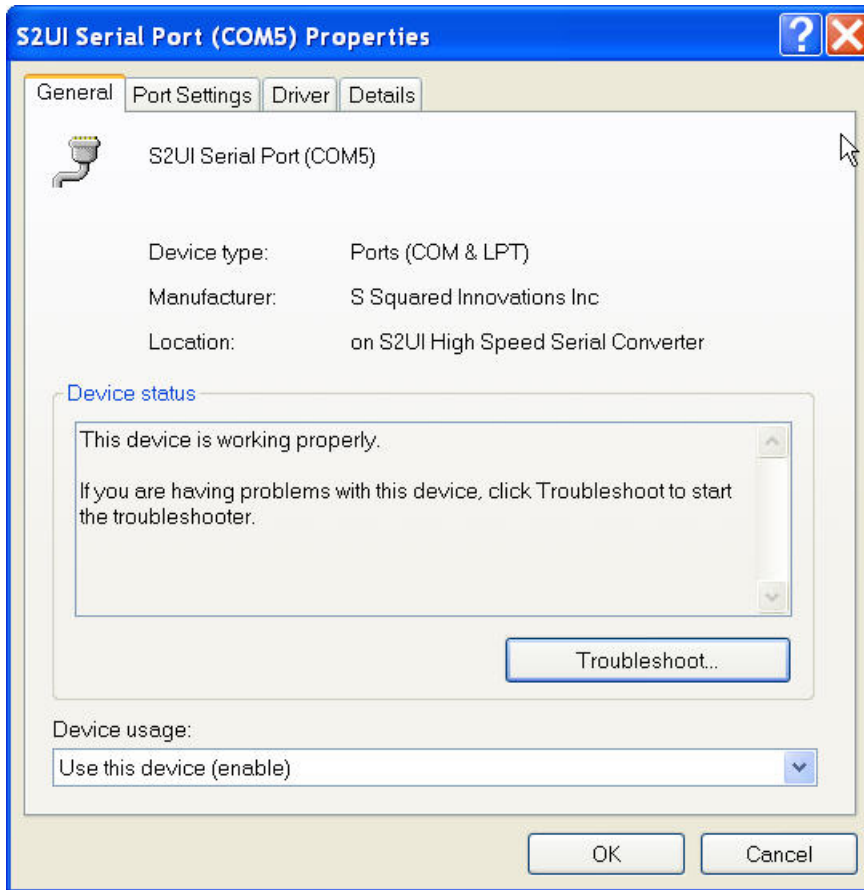 S2UI Serial Port (COM5) Properties
?
General Port Settings Driver Details
S2UI Serial Port (COM5)
Device type: Ports (COM & LPT)
Manufacturer: S Squared Innovations Inc
Location: on S2UI High Speed Serial Converter
Device status
This device is working properly.
If you are having problems with this device, click Troubleshoot to start
the troubleshooter.
Troubleshoot...
Device usage:
Use this device (enable)
OK Cancel